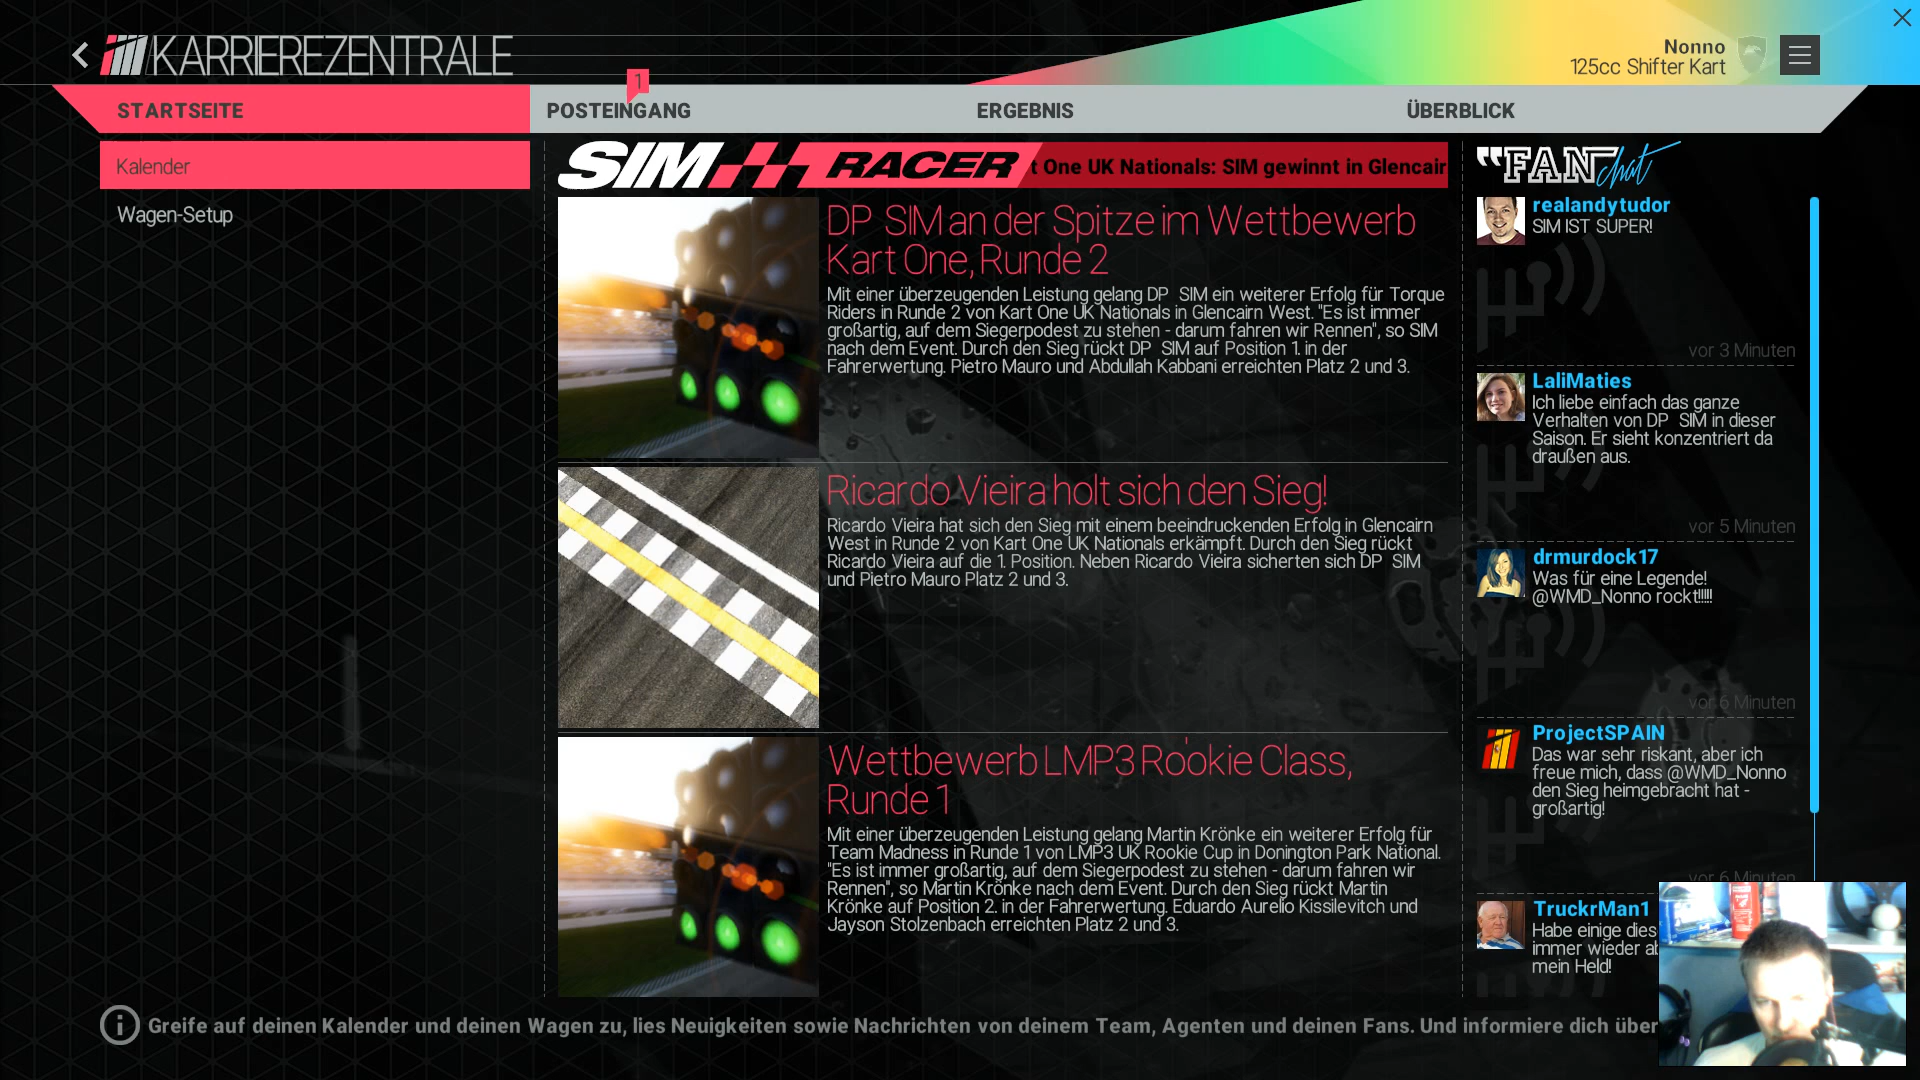 KARRIEREZENTRALE
Nonno
125cc Shifter Kart
1
STARTSEITE
POSTEINGANG
ERGEBNIS
ÜBERBLICK
Kalender
Wagen-Setup
SIM RACER
t One UK Nationals: SIM gewinnt in Glencair
DP SIM an der Spitze im Wettbewerb
Kart One, Runde 2
Mit einer überzeugenden Leistung gelang DP SIM ein weiterer Erfolg für Torque
Riders in Runde 2 von Kart One UK Nationals in Glencairn West. "Es ist immer
großartig, auf dem Siegerpodest zu stehen - darum fahren wir Rennen", so SIM
nach dem Event. Durch den Sieg rückt DP SIM auf Position 1. in der
Fahrerwertung. Pietro Mauro und Abdullah Kabbani erreichten Platz 2 und 3.
Ricardo Vieira holt sich den Sieg!
Ricardo Vieira hat sich den Sieg mit einem beeindruckenden Erfolg in Glencairn
West in Runde 2 von Kart One UK Nationals erkämpft. Durch den Sieg rückt
Ricardo Vieira auf die 1. Position. Neben Ricardo Vieira sicherten sich DP SIM
und Pietro Mauro Platz 2 und 3.
Wettbewerb LMP3 Rookie Class,
Runde 1
Mit einer überzeugenden Leistung gelang Martin Krönke ein weiterer Erfolg für
Team Madness in Runde 1 von LMP3 UK Rookie Cup in Donington Park National.
"Es ist immer großartig, auf dem Siegerpodest zu stehen - darum fahren wir
Rennen", so Martin Krönke nach dem Event. Durch den Sieg rückt Martin
Krönke auf Position 2. in der Fahrerwertung. Eduardo Aurelio Kissilevitch und
Jayson Stolzenbach erreichten Platz 2 und 3.
"FAN chat
realandytudor
SIM IST SUPER!
vor 3 Minuten
LaliMaties
Ich liebe einfach das ganze
Verhalten von DP SIM in dieser
Saison. Er sieht konzentriert da
draußen aus.
vor 5 Minuten
drmurdock17
Was für eine Legende!
@WMD_Nonno rockt!!!!!
vor 6 Minuten
ProjectSPAIN
Das war sehr riskant, aber ich
freue mich, dass @WMD_Nonno
den Sieg heimgebracht hat -
großartig!
vor 6 Minuten
TruckrMan1
Habe einige dies
immer wieder ab
mein Held!
Greife auf deinen Kalender und deinen Wagen zu, lies Neuigkeiten sowie Nachrichten von deinem Team, Agenten und deinen Fans. Und informiere dich über